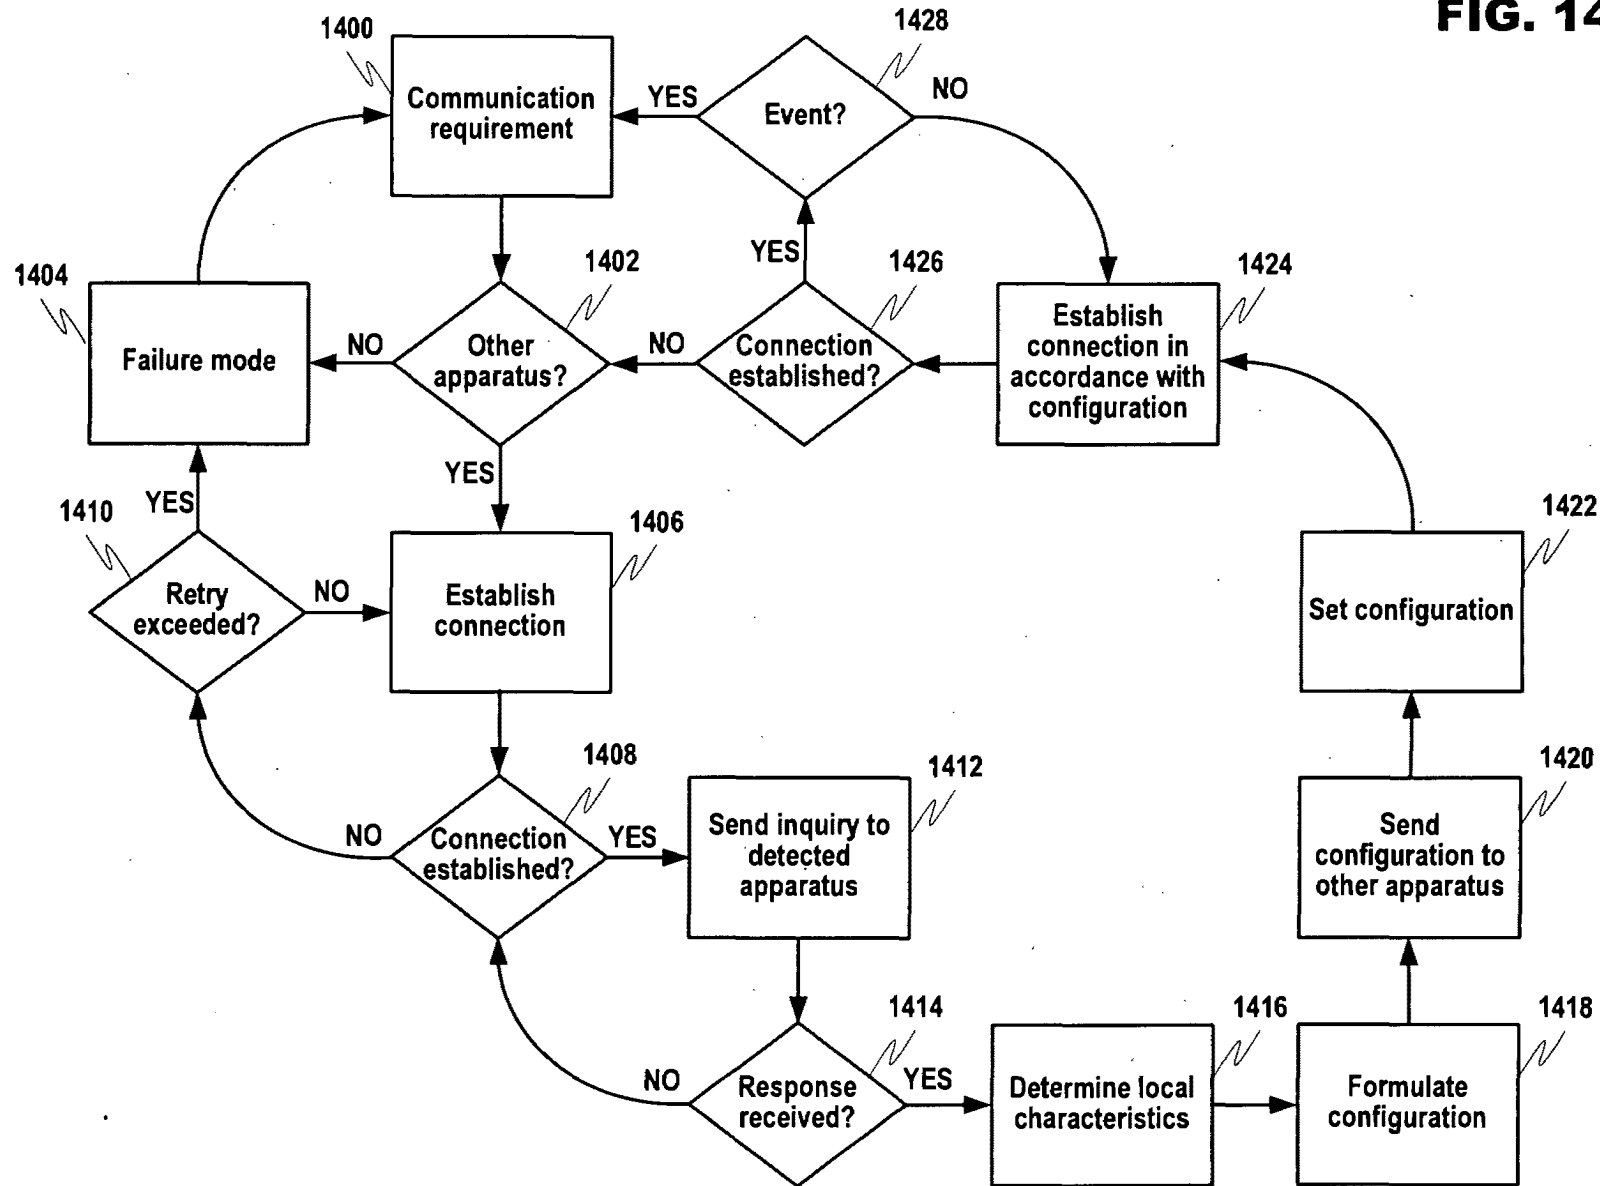 FIG. 14
1400
1428
Communication
requirement
YES
Event?
NO
1404
1402
YES
1426
1424
Failure mode
NO
Other
apparatus?
NO
Connection
established?
Establish
connection in
accordance with
configuration
YES
YES
1410
1406
1422
Retry
exceeded?
NO
Establish
connection
Set configuration
1408
1412
1420
NO
Connection
established?
YES
Send inquiry to
detected
apparatus
Send
configuration to
other apparatus
1414
1416
1418
NO
Response
received?
YES
Determine local
characteristics
Formulate
configuration